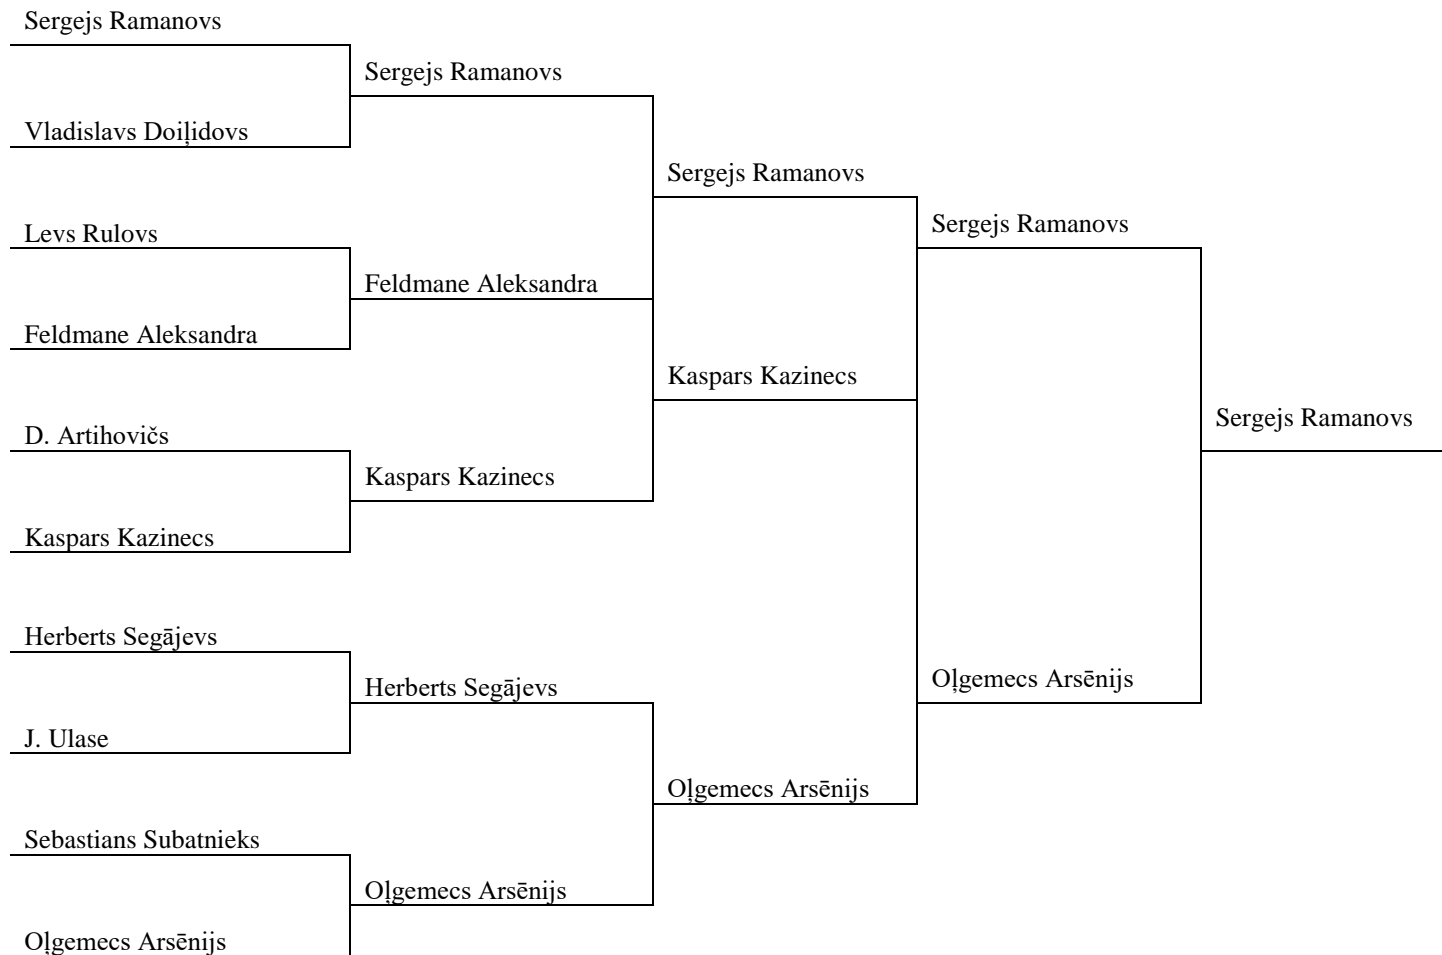 Sergejs Ramanovs
Sergejs Ramanovs
Vladislavs Doiļidovs
Sergejs Ramanovs
Levs Rulovs
Sergejs Ramanovs
Feldmane Aleksandra
Feldmane Aleksandra
Kaspars Kazinecs
Sergejs Ramanovs
D. Artihovičs
Kaspars Kazinecs
Kaspars Kazinecs
Herberts Segājevs
Herberts Segājevs
Oļgemecs Arsēnijs
J. Ulase
Oļgemecs Arsēnijs
Sebastians Subatnieks
Oļgemecs Arsēnijs
Oļgemecs Arsēnijs